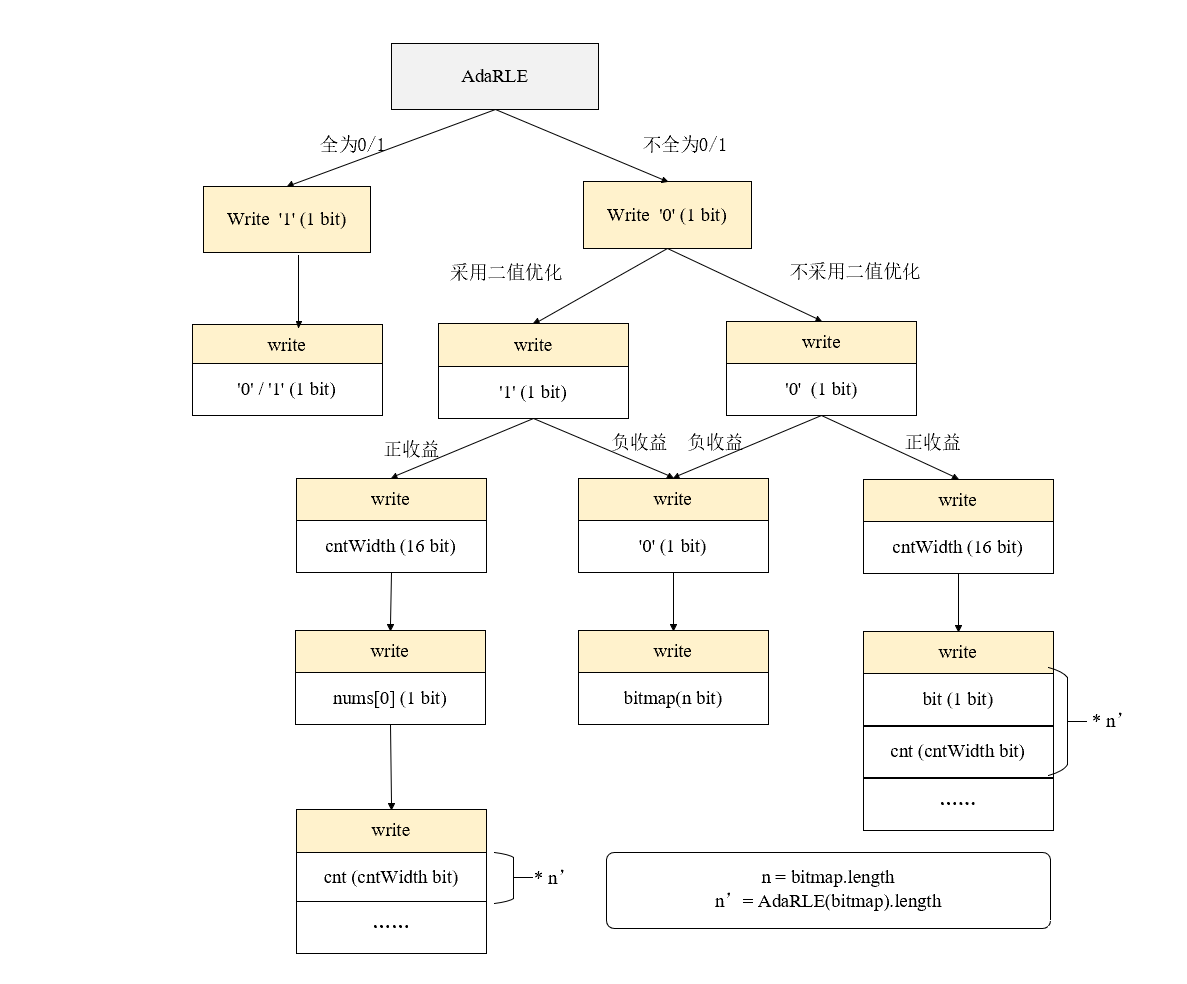 AdaRLE
全为0/1
不全为0/1
Write '1' (1 bit)
Write '0' (1 bit)
采用二值优化
不采用二值优化
write
'0' / '1' (1 bit)
write
'1' (1 bit)
write
'0' (1 bit)
正收益
负收益
负收益
正收益
write
cntWidth (16 bit)
write
'0' (1 bit)
write
cntWidth (16 bit)
write
nums[0] (1 bit)
write
bitmap(n bit)
write
bit (1 bit)
cnt (cntWidth bit)
……
* n’
write
cnt (cntWidth bit)
……
* n’
n = bitmap.length
n’ = AdaRLE(bitmap).length